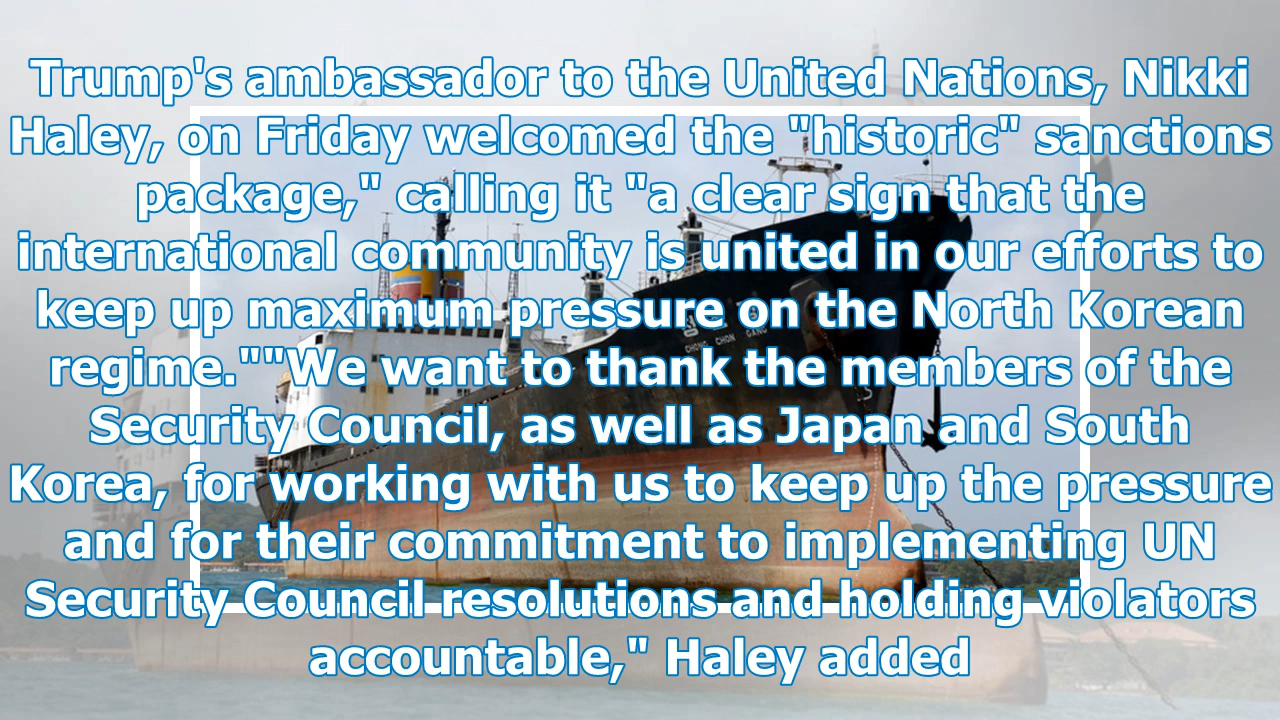 Trump's ambassador to the United Nations, Nikki
Haley, on Friday welcomed the "historic" sanctions
package," calling it "a clear sign that the
international community is united in our efforts to
keep up maximum pressure on the North Korean
regime.""We want to thank the members of the
Security Council, as well as Japan and South
Korea, for working with us to keep up the pressure
and for their commitment to implementing UN
Security Council resolutions and holding violators
accountable," Haley added
CHONG CHON GANG